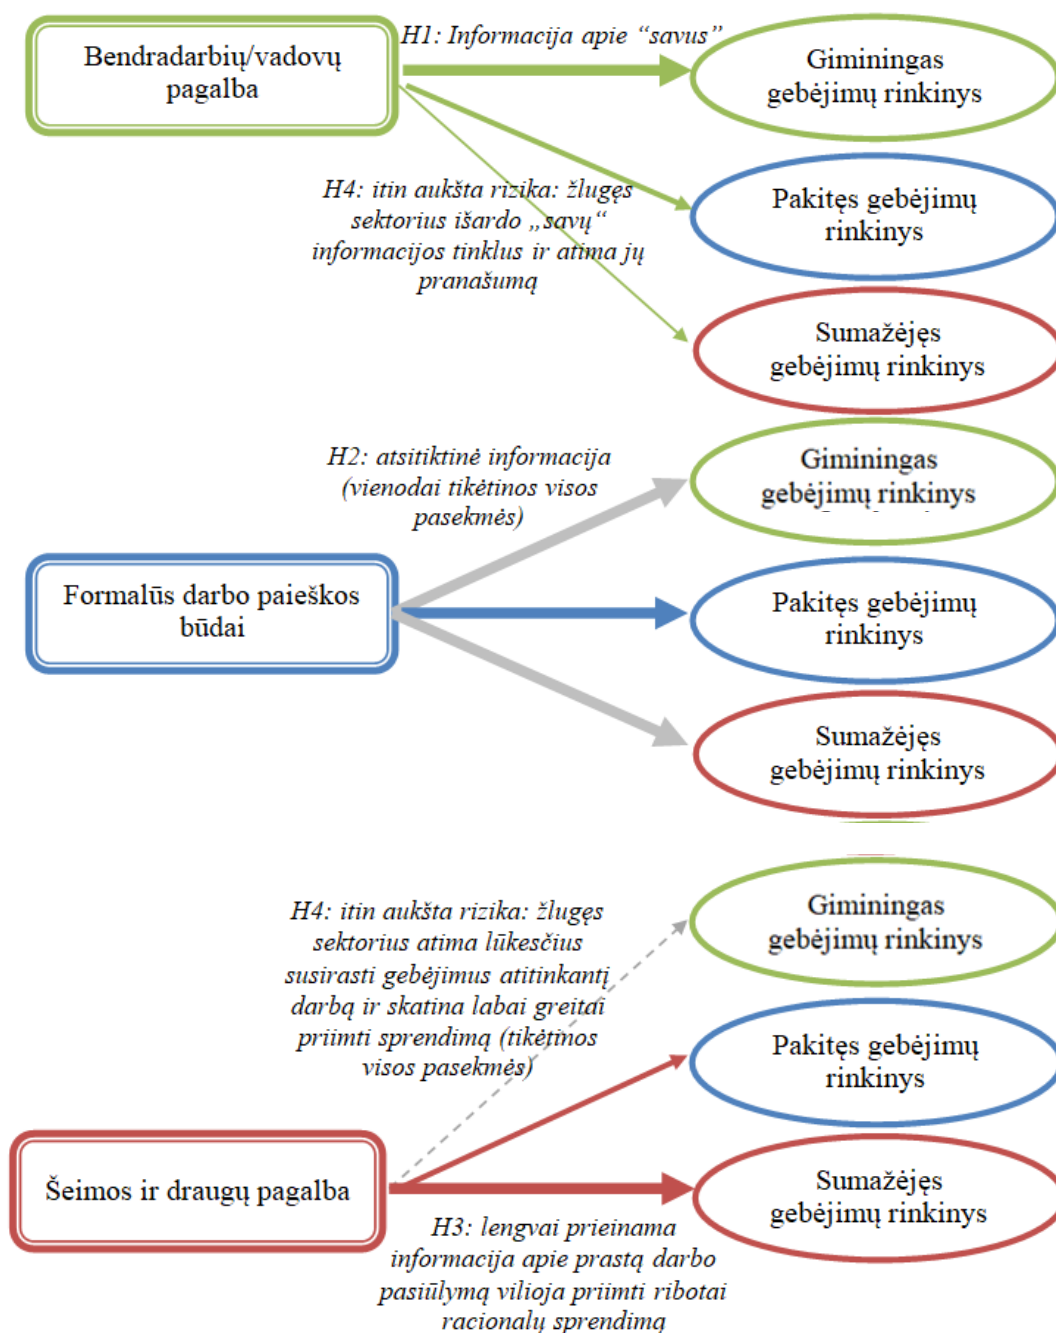 H1: Informacija apie “savus”
Bendradarbių/vadovų
pagalba
Giminingas
gebėjimų rinkinys
H4: itin aukšta rizika: žlugęs
sektorius išardo „savų“
informacijos tinklus ir atima jų
pranašumą
Pakitęs gebėjimų
rinkinys
Sumažėjęs
gebėjimų rinkinys
H2: atsitiktinė informacija
(vienodai tikėtinos visos
pasekmės)
Giminingas
gebėjimų rinkinys
Formalūs darbo paieškos
būdai
Pakitęs gebėjimų
rinkinys
Sumažėjęs
gebėjimų rinkinys
H4: itin aukšta rizika: žlugęs
sektorius atima lūkesčius
susirasti gebėjimus atitinkantį
darbą ir skatina labai greitai
priimti sprendimą (tikėtinos
visos pasekmės)
Giminingas
gebėjimų rinkinys
Pakitęs gebėjimų
rinkinys
Šeimos ir draugų pagalba
Sumažėjęs
gebėjimų rinkinys
H3: lengvai prieinama
informacija apie prastą darbo
pasiūlymą vilioja priimti ribotai
racionalų sprendimą